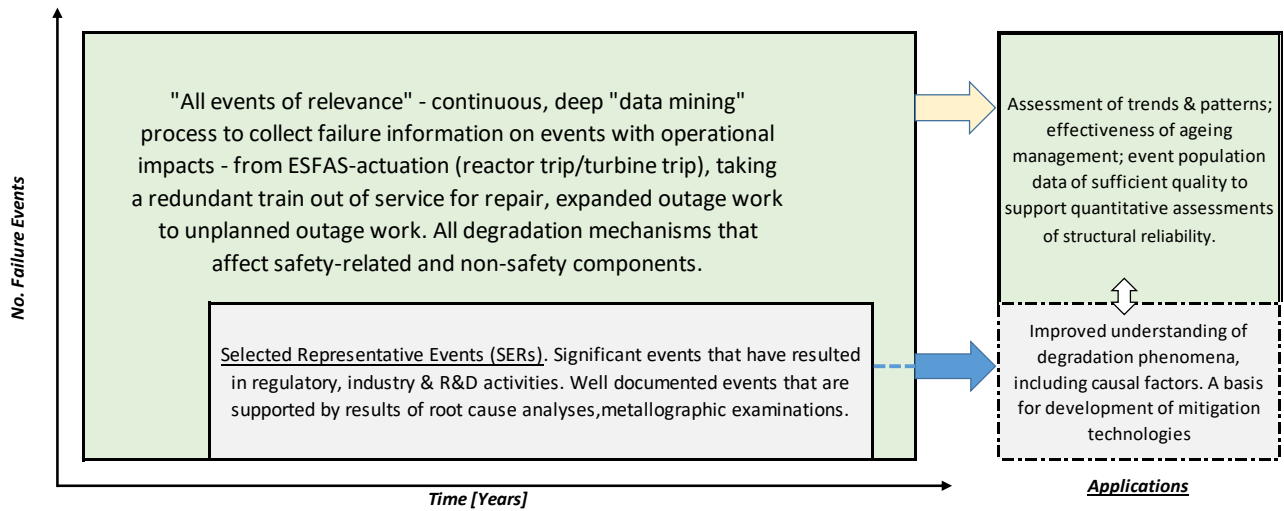 No. Failure Events
"All events of relevance" - continuous, deep "data mining"
process to collect failure information on events with operational
impacts - from ESFAS-actuation (reactor trip/turbine trip), taking
a redundant train out of service for repair, expanded outage work
to unplanned outage work. All degradation mechanisms that
affect safety-related and non-safety components.
Selected Representative Events (SERs). Significant events that have resulted
in regulatory, industry & R&D activities. Well documented events that are
supported by results of root cause analyses,metallographic examinations.
Assessment of trends & patterns;
effectiveness of ageing
management; event population
data of sufficient quality to
support quantitative assessments
of structural reliability.
Improved understanding of
degradation phenomena,
including causal factors. A basis
for development of mitigation
technologies
Time [Years]
Applications